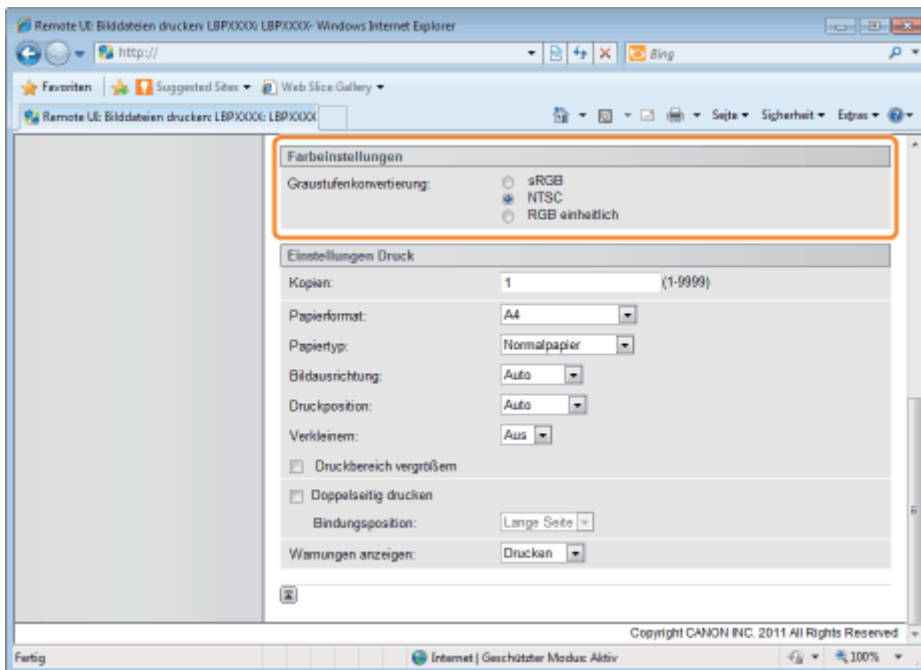 Remote UI: Bilddateien drucken: LBPXXXX: LBPXXXX- Windows Internet Explorer
http://
Bing
Favoriten Suggested Sites Web Slice Gallery
Remote UI: Bilddateien drucken: LBPXXXX: LBPXXXX
Seite Sicherheit Extras
Farbeinstellungen
Graustufenkonvertierung: sRGB
NTSC
RGB einheitlich
Einstellungen Druck
Kopien: 1 (1-9999)
Papierformat: A4
Papiertyp: Normalpapier
Bildausrichtung: Auto
Druckposition: Auto
Verkleinern: Aus
Druckbereich vergrößern
Doppelseitig drucken
Bindungsposition: Lange Seite
Warnungen anzeigen: Drucken
Copyright CANON INC. 2011 All Rights Reserved
Fertig Internet | Geschützter Modus: Aktiv 100%